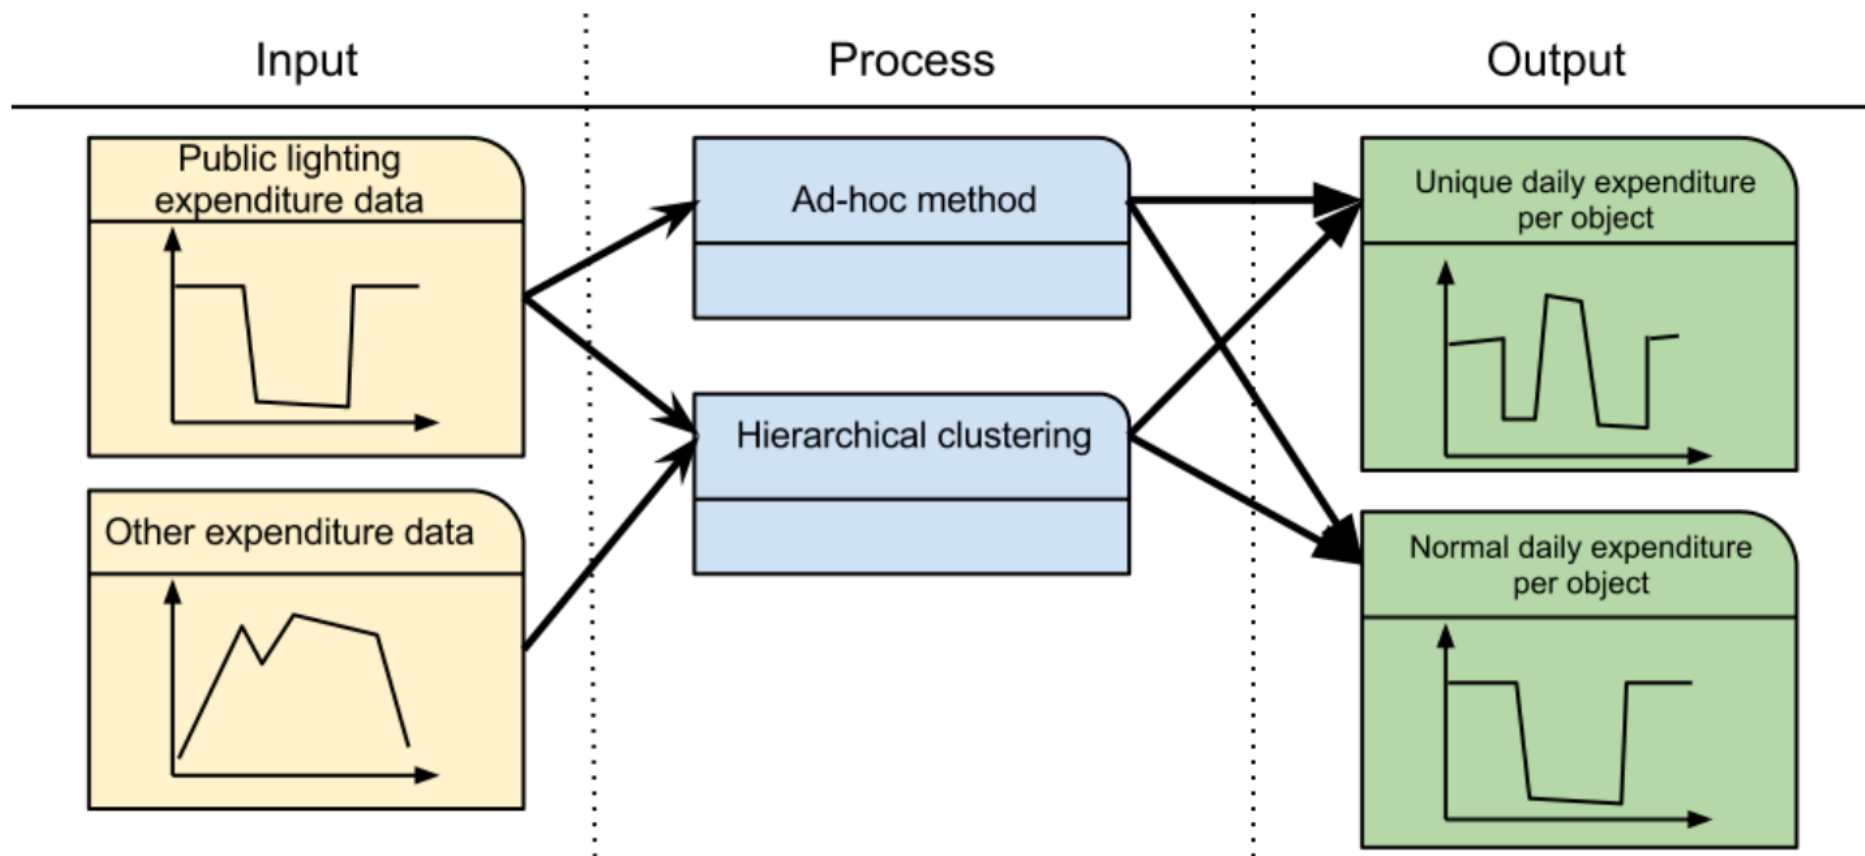 Input
Process
Output
Public lighting
expenditure data
Ad-hoc method
Unique daily expenditure
per object
Hierarchical clustering
Other expenditure data
Normal daily expenditure
per object